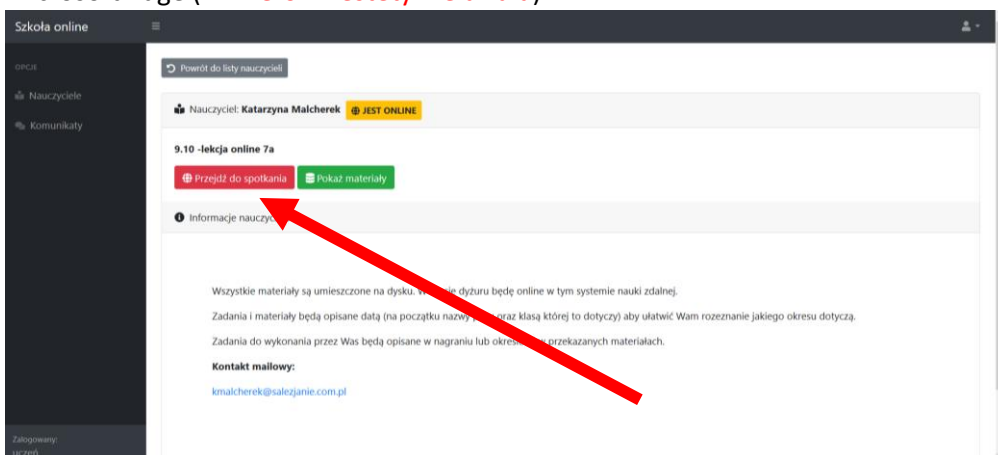 Szkoła online
Powrót do listy nauczycieli
OPCJE
Nauczyciele
Komunikaty
Nauczyciel: Katarzyna Malcherek JEST ONLINE
9.10 -lekcja online 7a
Przejdź do spotkania Pokaż materiały
Informacje
Wszystkie materiały są umieszczone na dysku. dyżuru będę online w tym systemie nauki zdalnej.
Zadania i materiały będą opisane datą (na początku nazwy oraz klasą której to dotyczy) aby ułatwić Wam rozeznanie jakiego okresu dotyczą.
Zadania do wykonania przez Was będą opisane w nagraniu lub przekazanych materiałach.
Kontakt mailowy:
kmalcherek@salezjanie.com.pl
Zalogowany:
uczeń